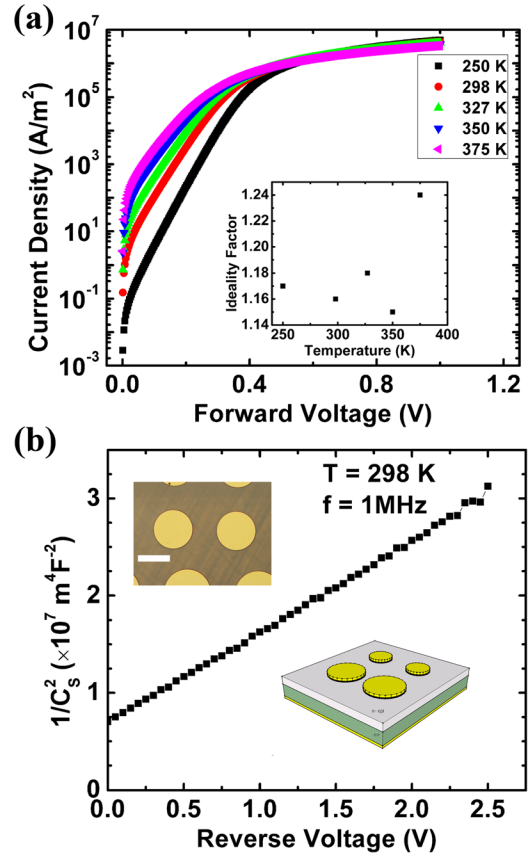 (a)
10^7
10^5
10^3
10^1
10^-1
10^-3
Current Density (A/m^2)
250 K
298 K
327 K
350 K
375 K
1.24
1.22
1.20
1.18
1.16
1.14
Ideality Factor
250
300
350
400
Temperature (K)
0.0
0.4
0.8
1.2
Forward Voltage (V)
(b)
T = 298 K
f = 1MHz
3
2
1
0
1/C_s^2 (×10^7 m^4F^-2)
0.0
0.5
1.0
1.5
2.0
2.5
Reverse Voltage (V)